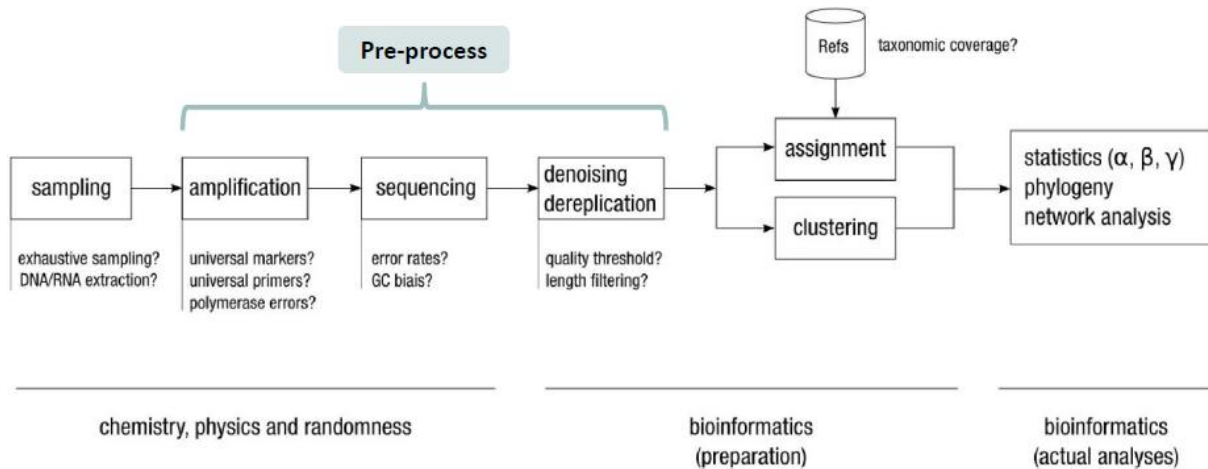 Pre-process
Refs
taxonomic coverage?
sampling
amplification
sequencing
denoising
dereplication
assignment
clustering
statistics (α, β, γ)
phylogeny
network analysis
exhaustive sampling?
DNA/RNA extraction?
universal markers?
universal primers?
polymerase errors?
error rates?
GC biais?
quality threshold?
length filtering?
chemistry, physics and randomness
bioinformatics
(preparation)
bioinformatics
(actual analyses)